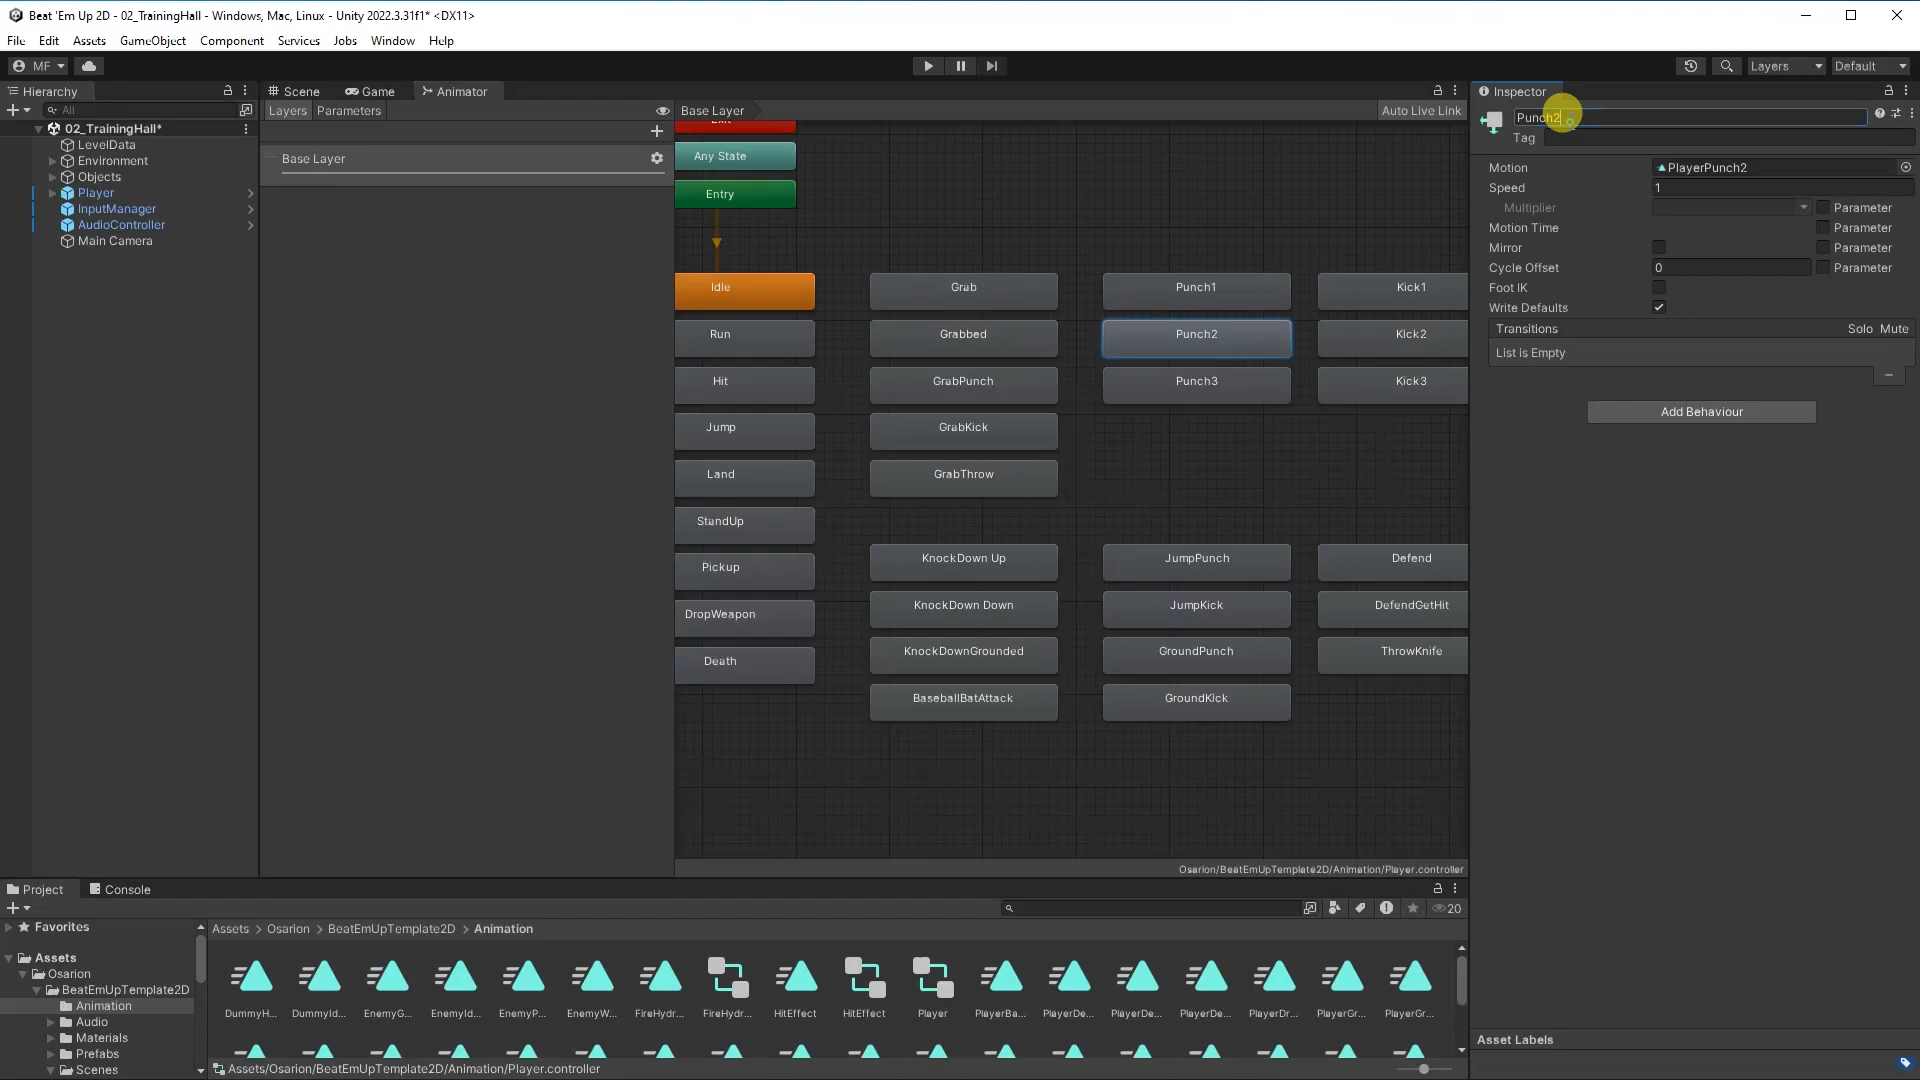 Beat 'Em Up 2D - 02_TrainingHall - Windows, Mac, Linux - Unity 2022.3.31f1* <DX11>
File Edit Assets GameObject Component Services Jobs Window Help
MF Layers Default
Hierarchy
All
02_TrainingHall*
LevelData
Environment
Objects
Player
InputManager
AudioController
Main Camera
Scene Game Animator
Layers Parameters Base Layer Auto Live Link
Base Layer
Exit
Any State
Entry
Idle Grab Punch1 Kick1
Run Grabbed Punch2 KIck2
Hit GrabPunch Punch3 Kick3
Jump GrabKick
Land GrabThrow
StandUp
KnockDown Up JumpPunch Defend
Pickup
KnockDown Down JumpKick DefendGetHit
DropWeapon
KnockDownGrounded GroundPunch ThrowKnife
Death
BaseballBatAttack GroundKIck
Osarion/BeatEmUpTemplate2D/Animation/Player.controller
Inspector
Punch2
Tag
Motion PlayerPunch2
Speed 1
Multiplier Parameter
Motion Time Parameter
Mirror Parameter
Cycle Offset 0 Parameter
Foot IK
Write Defaults
Transitions Solo Mute
List is Empty
Add Behaviour
Asset Labels
Project Console
20
Favorites
Assets
Osarion
BeatEmUpTemplate2D
Animation
Audio
Materials
Prefabs
Scenes
Assets > Osarion > BeatEmUpTemplate2D > Animation
DummyH... DummyId... EnemyG... EnemyId... EnemyP... EnemyW... FireHydr... FireHydr... HitEffect HitEffect Player PlayerBa... PlayerDe... PlayerDe... PlayerDe... PlayerDr... PlayerGr... PlayerGr...
Assets/Osarion/BeatEmUpTemplate2D/Animation/Player.controller